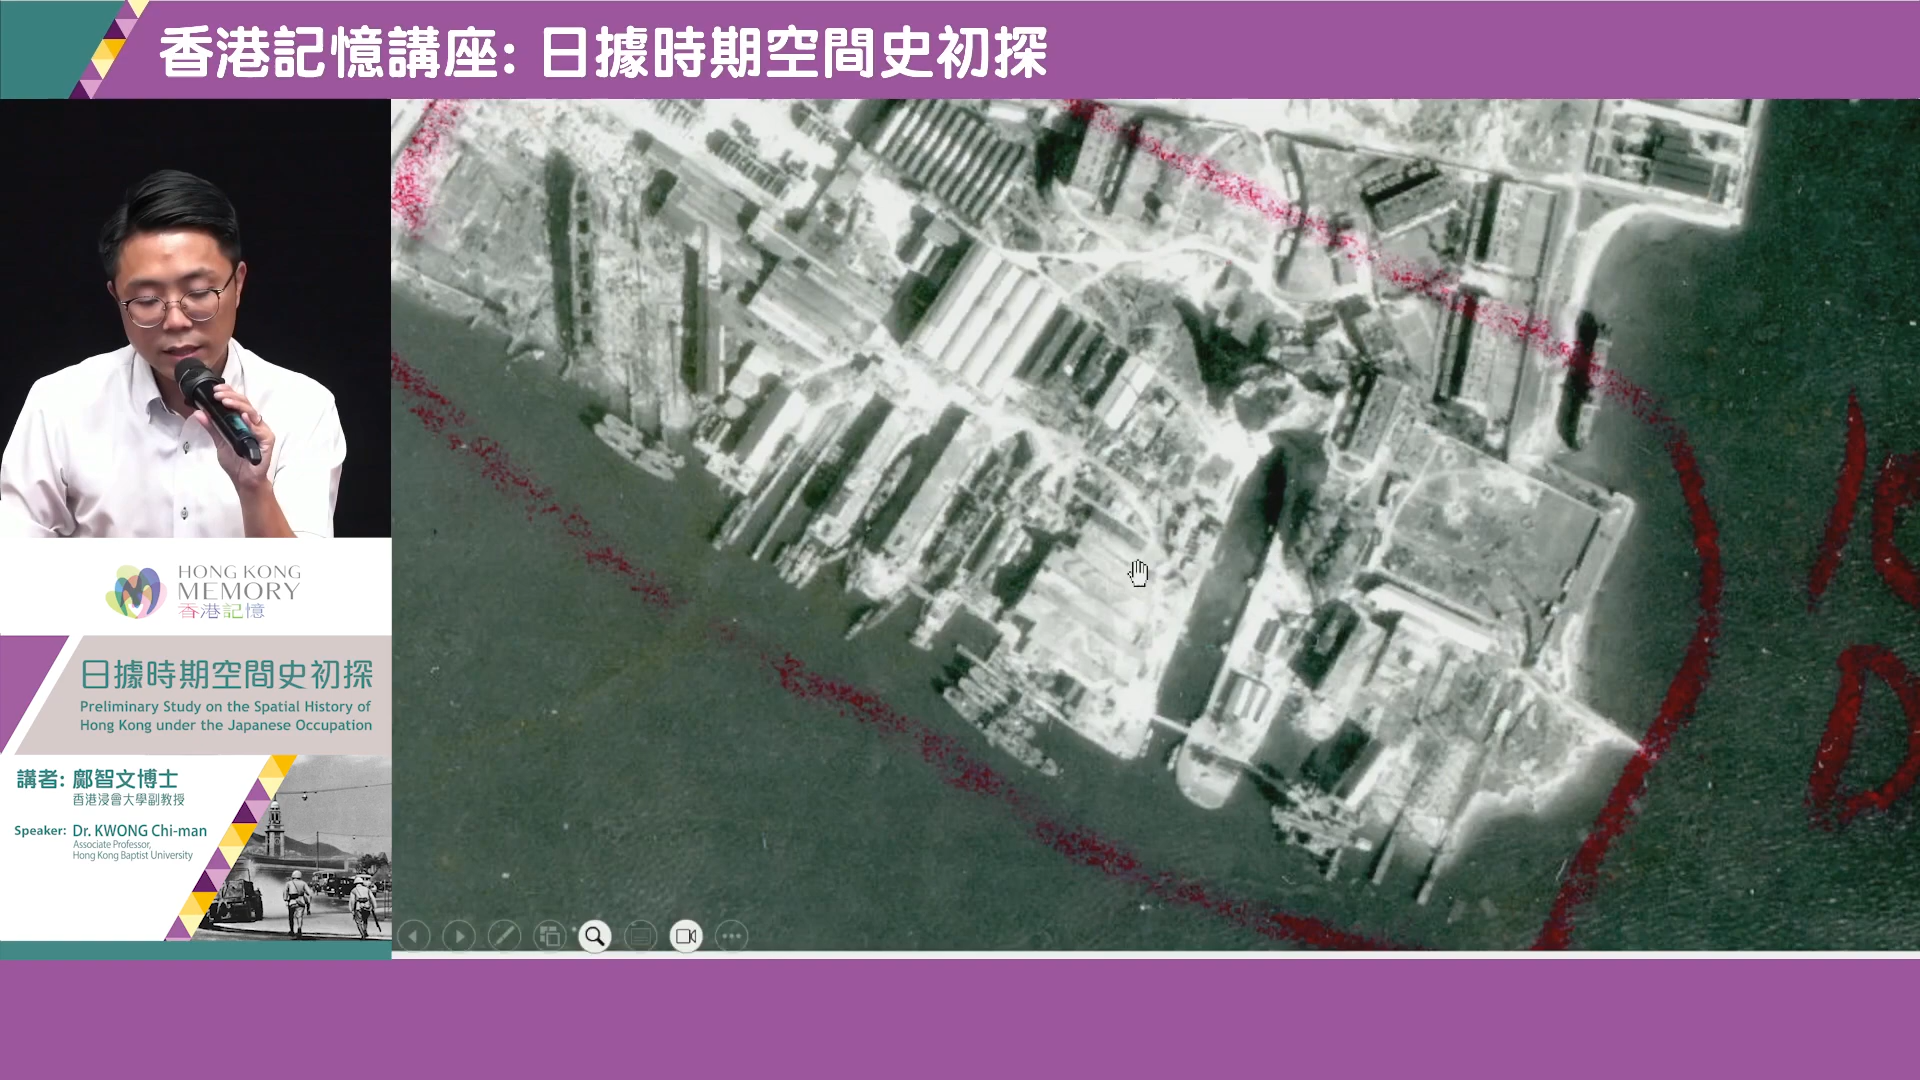 香港記憶講座: 日據時期空間史初探
HONG KONG
MEMORY
香港記憶
日據時期空間史初探
Preliminary Study on the Spatial History of
Hong Kong under the Japanese Occupation
講者: 鄺智文博士
香港浸會大學副教授
Speaker: Dr. KWONG Chi-man
Associate Professor,
Hong Kong Baptist University